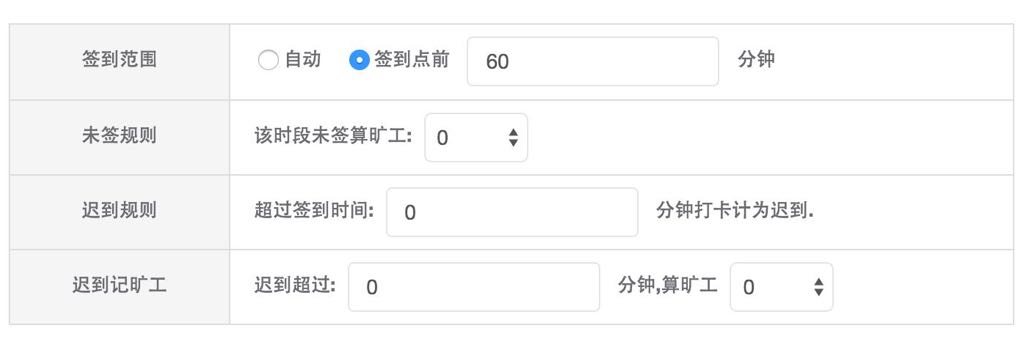 签到范围 自动 签到点前 60 分钟
未签规则 该时段未签算旷工: 0
迟到规则 超过签到时间: 0 分钟打卡计为迟到.
迟到记旷工 迟到超过: 0 分钟,算旷工 0